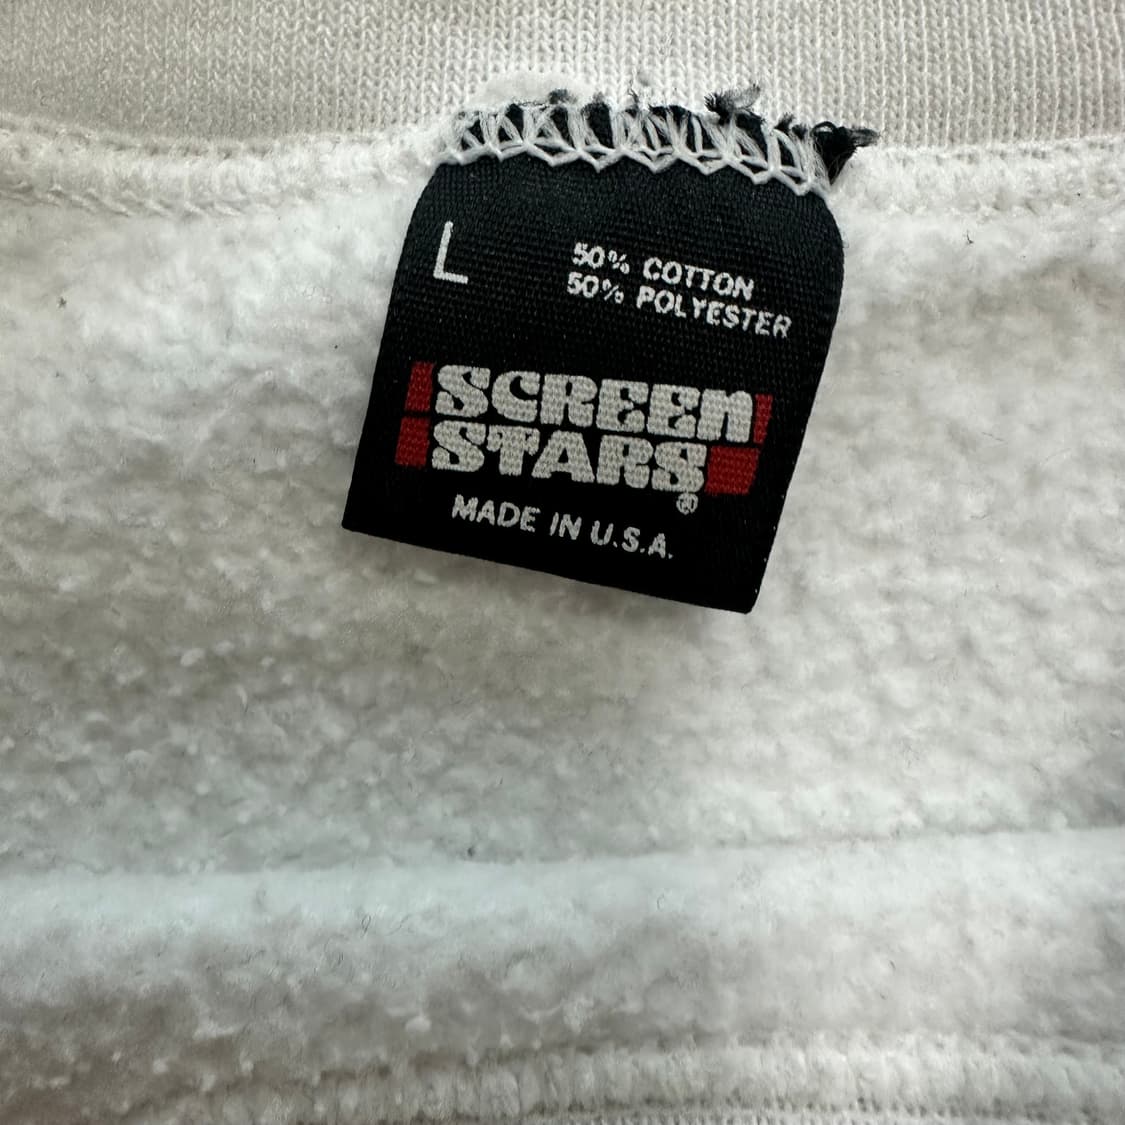 L
50% COTTON
50% POLYESTER
SCREEN
STARS®
MADE IN U.S.A.